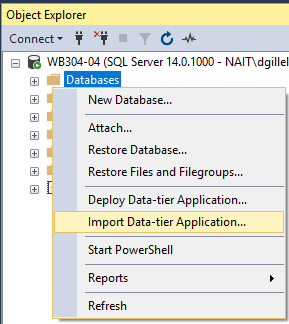 Object Explorer
Connect
WB304-04 (SQL Server 14.0.1000 - NAIT\dgillel
Databases
New Database...
Attach...
Restore Database...
Restore Files and Filegroups...
Deploy Data-tier Application...
Import Data-tier Application...
Start PowerShell
Reports
Refresh